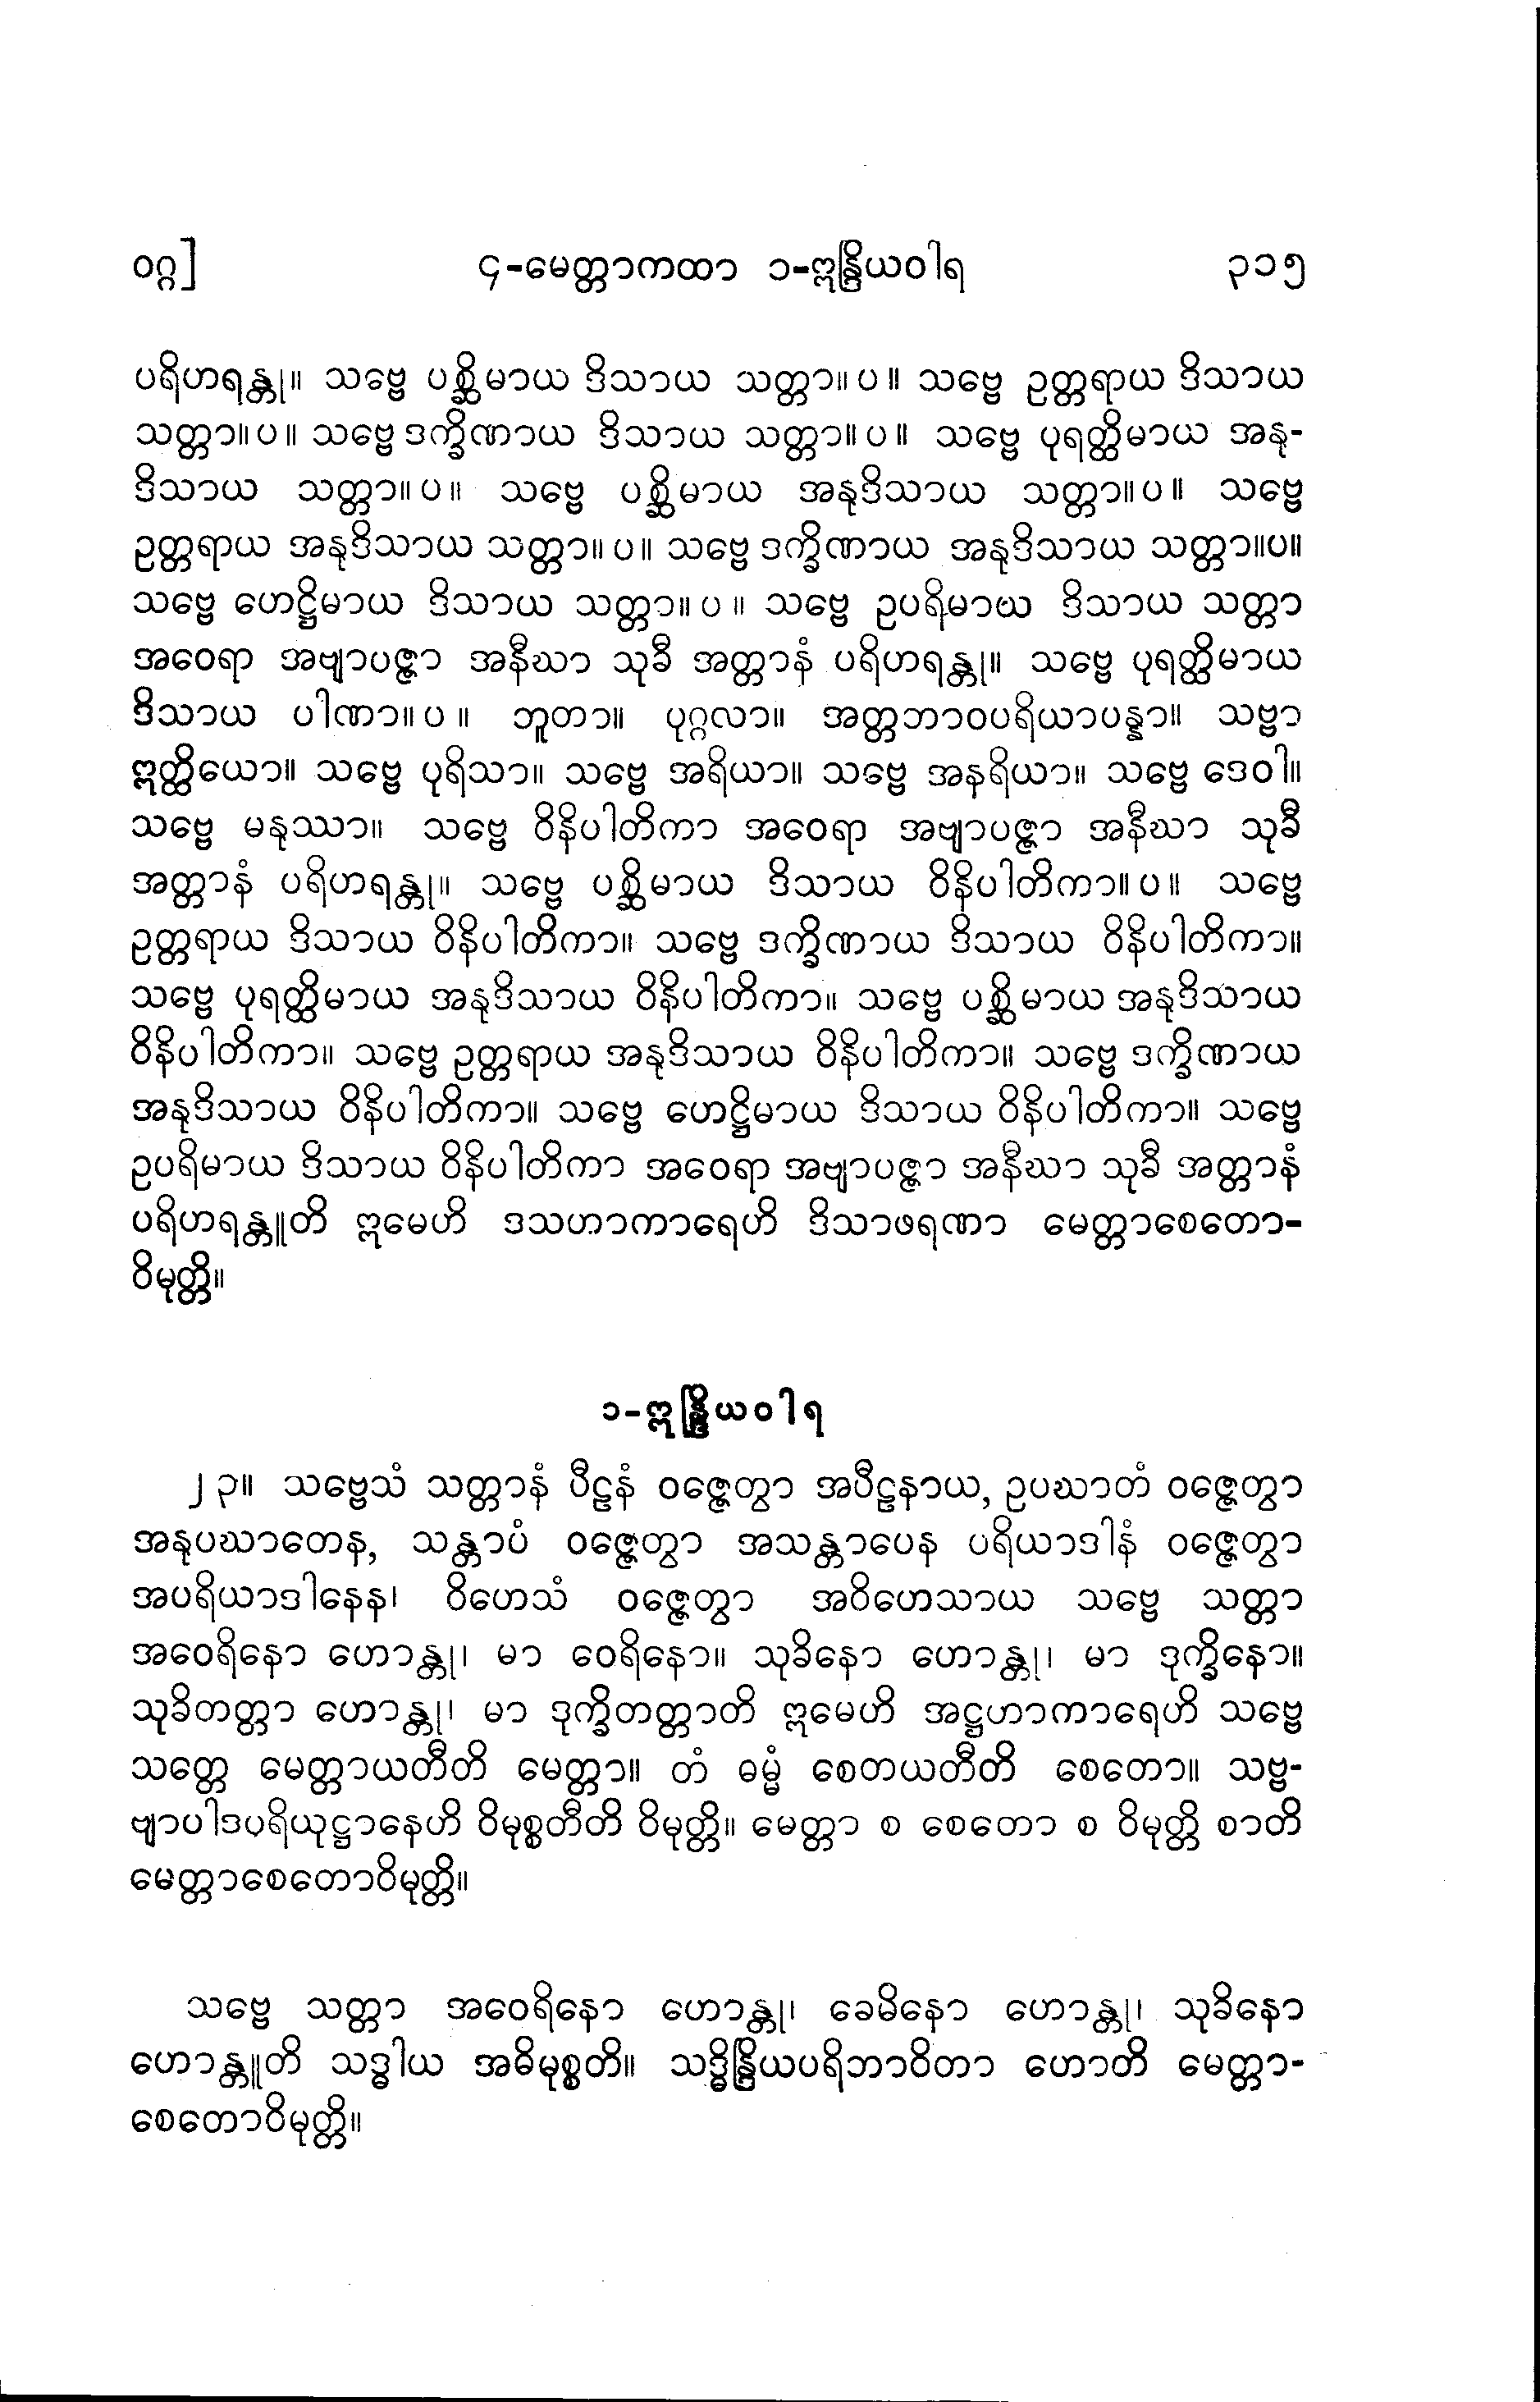 ဝဂ္ဂ]
၄-မေတ္တာကထာ ၁-ဣန္ဒြိယဝါရ
၃၁၅
ပရိဟရန္တု။ သဗ္ဗေ ပစ္ဆိမာယ ဒိသာယ သတ္တာ။ပ။ သဗ္ဗေ ဥတ္တရာယ ဒိသာယ
သတ္တာ။ပ။ သဗ္ဗေ ဒက္ခိဏာယ ဒိသာယ သတ္တာ။ပ။ သဗ္ဗေ ပုရတ္ထိမာယ အနု-
ဒိသာယ သတ္တာ။ပ။ သဗ္ဗေ ပစ္ဆိမာယ အနုဒိသာယ သတ္တာ။ပ။ သဗ္ဗေ
ဥတ္တရာယ အနုဒိသာယ သတ္တာ။ပ။ သဗ္ဗေ ဒက္ခိဏာယ အနုဒိသာယ သတ္တာ။ပ။
သဗ္ဗေ ဟေဋ္ဌိမာယ ဒိသာယ သတ္တာ။ပ။ သဗ္ဗေ ဥပရိမာယ ဒိသာယ သတ္တာ
အဝေရာ အဗျာပဇ္ဇာ အနီဃာ သုခီ အတ္တာနံ ပရိဟရန္တု။ သဗ္ဗေ ပုရတ္ထိမာယ
ဒိသာယ ပါဏာ။ပ။ ဘူတာ။ ပုဂ္ဂလာ။ အတ္တဘာဝပရိယာပန္နာ။ သဗ္ဗာ
ဣတ္ထိယော။ သဗ္ဗေ ပုရိသာ။ သဗ္ဗေ အရိယာ။ သဗ္ဗေ အနရိယာ။ သဗ္ဗေ ဒေဝါ။
သဗ္ဗေ မနုဿာ။ သဗ္ဗေ ဝိနိပါတိကာ အဝေရာ အဗျာပဇ္ဇာ အနီဃာ သုခီ
အတ္တာနံ ပရိဟရန္တု။ သဗ္ဗေ ပစ္ဆိမာယ ဒိသာယ ဝိနိပါတိကာ။ပ။ သဗ္ဗေ
ဥတ္တရာယ ဒိသာယ ဝိနိပါတိကာ။ သဗ္ဗေ ဒက္ခိဏာယ ဒိသာယ ဝိနိပါတိကာ။
သဗ္ဗေ ပုရတ္ထိမာယ အနုဒိသာယ ဝိနိပါတိကာ။ သဗ္ဗေ ပစ္ဆိမာယ အနုဒိသာယ
ဝိနိပါတိကာ။ သဗ္ဗေ ဥတ္တရာယ အနုဒိသာယ ဝိနိပါတိကာ။ သဗ္ဗေ ဒက္ခိဏာယ
အနုဒိသာယ ဝိနိပါတိကာ။ သဗ္ဗေ ဟေဋ္ဌိမာယ ဒိသာယ ဝိနိပါတိကာ။ သဗ္ဗေ
ဥပရိမာယ ဒိသာယ ဝိနိပါတိကာ အဝေရာ အဗျာပဇ္ဇာ အနီဃာ သုခီ အတ္တာနံ
ပရိဟရန္တူတိ ဣမေဟိ ဒသဟာကာရေဟိ ဒိသာဖရဏာ မေတ္တာစေတော-
ဝိမုတ္တိ။
၁-ဣန္ဒြိယဝါရ
၂၃။ သဗ္ဗေသံ သတ္တာနံ ပီဠနံ ဝဇ္ဇေတွာ အပီဠနာယ, ဥပဃာတံ ဝဇ္ဇေတွာ
အနုပဃာတေန, သန္တာပံ ဝဇ္ဇေတွာ အသန္တာပေန ပရိယာဒါနံ ဝဇ္ဇေတွာ
အပရိယာဒါနေန၊ ဝိဟေသံ ဝဇ္ဇေတွာ အဝိဟေသာယ သဗ္ဗေ သတ္တာ
အဝေရိနော ဟောန္တု၊ မာ ဝေရိနော။ သုခိနော ဟောန္တု၊ မာ ဒုက္ခိနော။
သုခိတတ္တာ ဟောန္တု၊ မာ ဒုက္ခိတတ္တာတိ ဣမေဟိ အဋ္ဌဟာကာရေဟိ သဗ္ဗေ
သတ္တေ မေတ္တာယတီတိ မေတ္တာ။ တံ ဓမ္မံ စေတယတီတိ စေတော။ သဗ္ဗ-
ဗျာပါဒပရိယုဋ္ဌာနေဟိ ဝိမုစ္စတီတိ ဝိမုတ္တိ။ မေတ္တာ စ စေတော စ ဝိမုတ္တိ စာတိ
မေတ္တာစေတောဝိမုတ္တိ။
သဗ္ဗေ သတ္တာ အဝေရိနော ဟောန္တု၊ ခေမိနော ဟောန္တု၊ သုခိနော
ဟောန္တူတိ သဒ္ဓါယ အဓိမုစ္စတိ။ သဒ္ဓိန္ဒြိယပရိဘာဝိတာ ဟောတိ မေတ္တာ-
စေတောဝိမုတ္တိ။